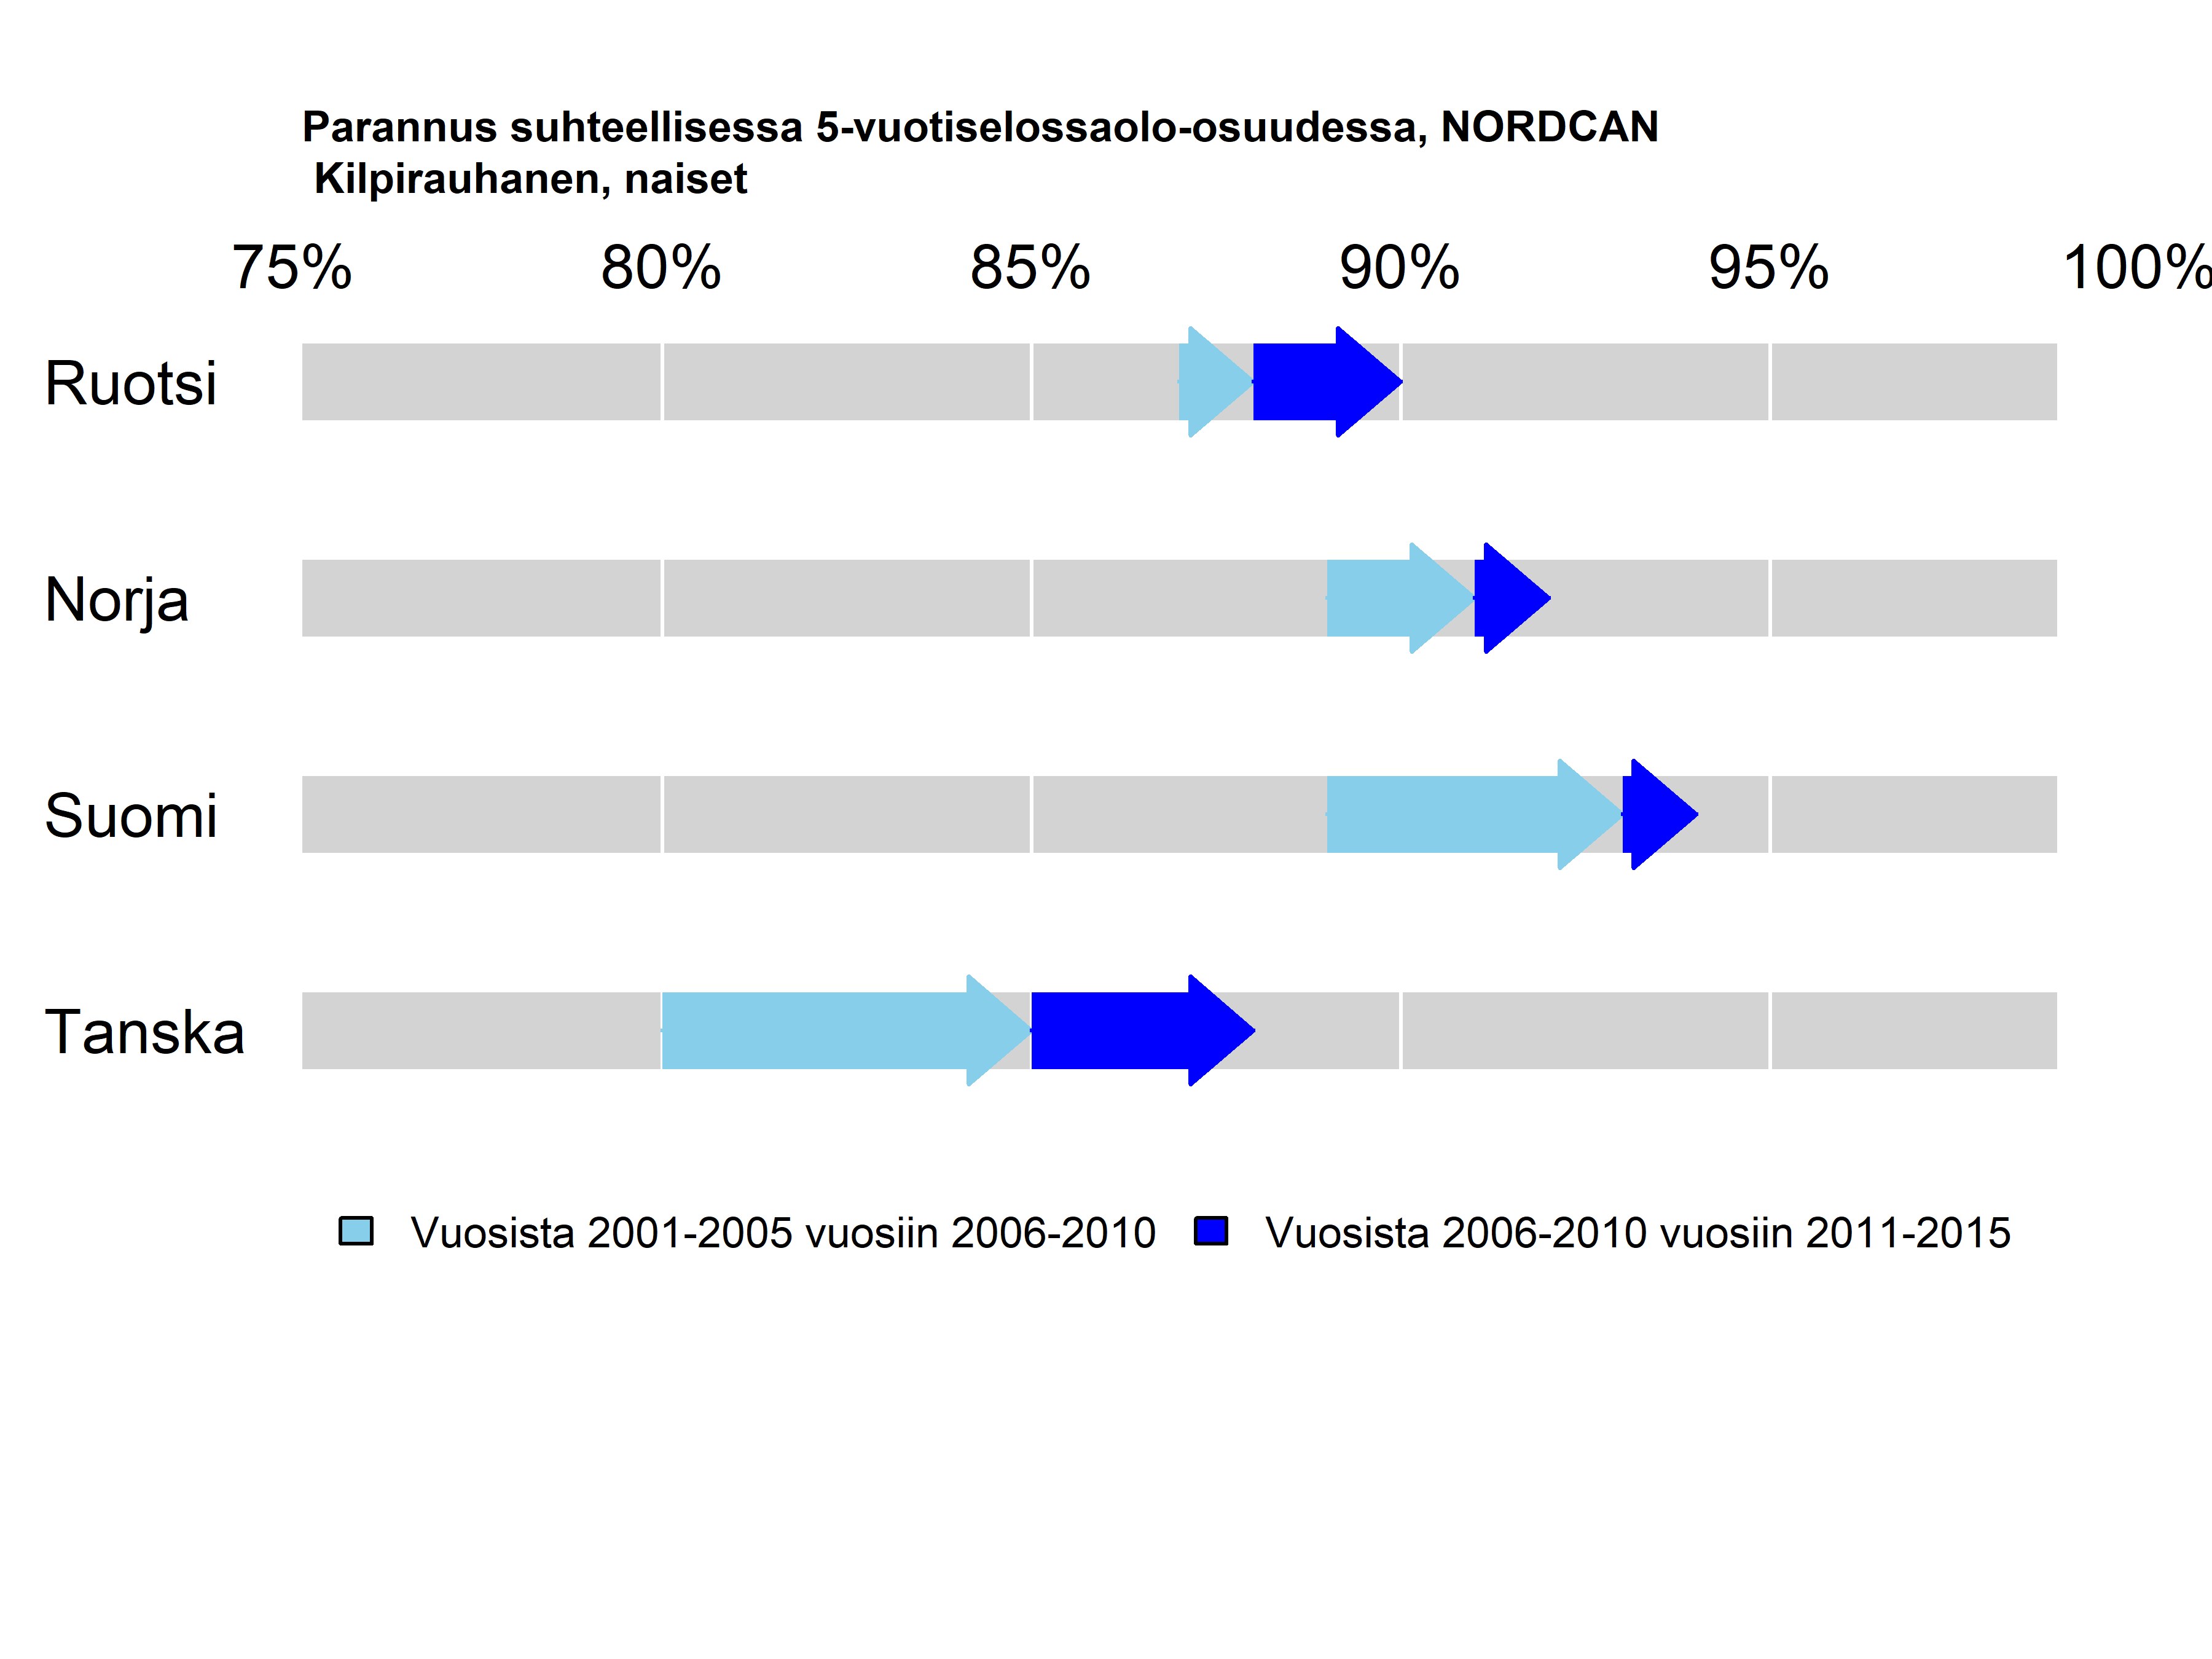 Parannus suhteellisessa 5-vuotiselossaolo-osuudessa, NORDCAN
Kilpirauhanen, naiset
75% 80% 85% 90% 95% 100%
Ruotsi
Norja
Suomi
Tanska
Vuosista 2001-2005 vuosiin 2006-2010 Vuosista 2006-2010 vuosiin 2011-2015